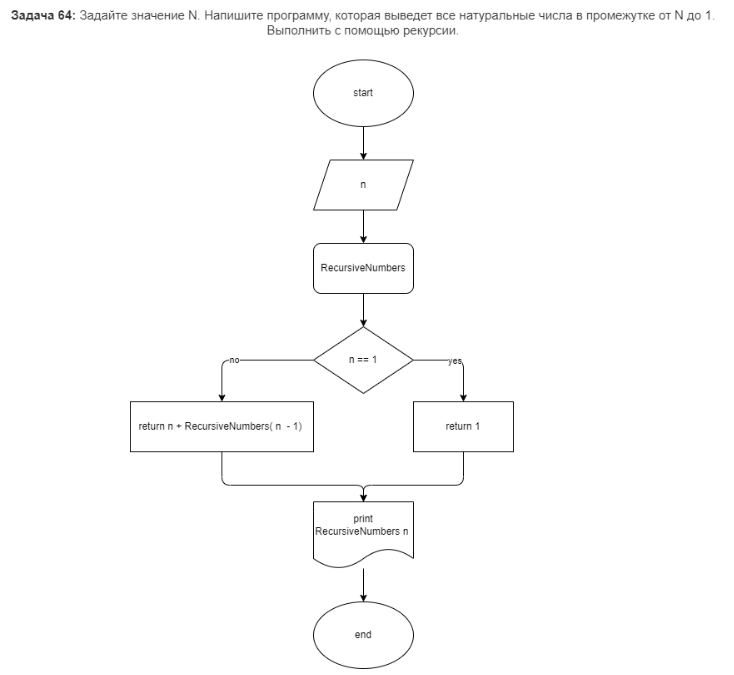 Задача 64: Задайте значение N. Напишите программу, которая выведет все натуральные числа в промежутке от N до 1.
Выполнить с помощью рекурсии.
start
n
RecursiveNumbers
n == 1
no
yes
return n + RecursiveNumbers( n - 1)
return 1
print
RecursiveNumbers n
end